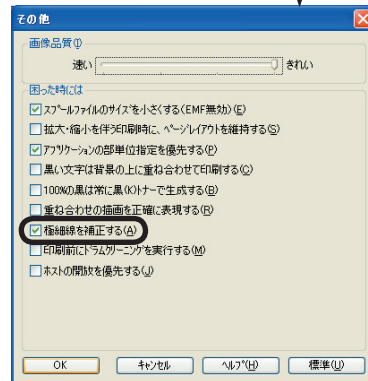 その他
画像品質(I)
速い きれい
困った時には
スプールファイルのサイズを小さくする(EMF無効)(E)
拡大・縮小を伴う印刷時に、ページレイアウトを維持する(S)
アプリケーションの部単位指定を優先する(P)
黒い文字は背景の上に重ね合わせて印刷する(C)
100%の黒は常に黒(K)トナーで生成する(B)
重ね合わせの描画を正確に表現する(R)
極細線を補正する(A)
印刷前にドラムクリーニングを実行する(M)
ホストの開放を優先する(J)
OK キャンセル ヘルプ(H) 標準(U)